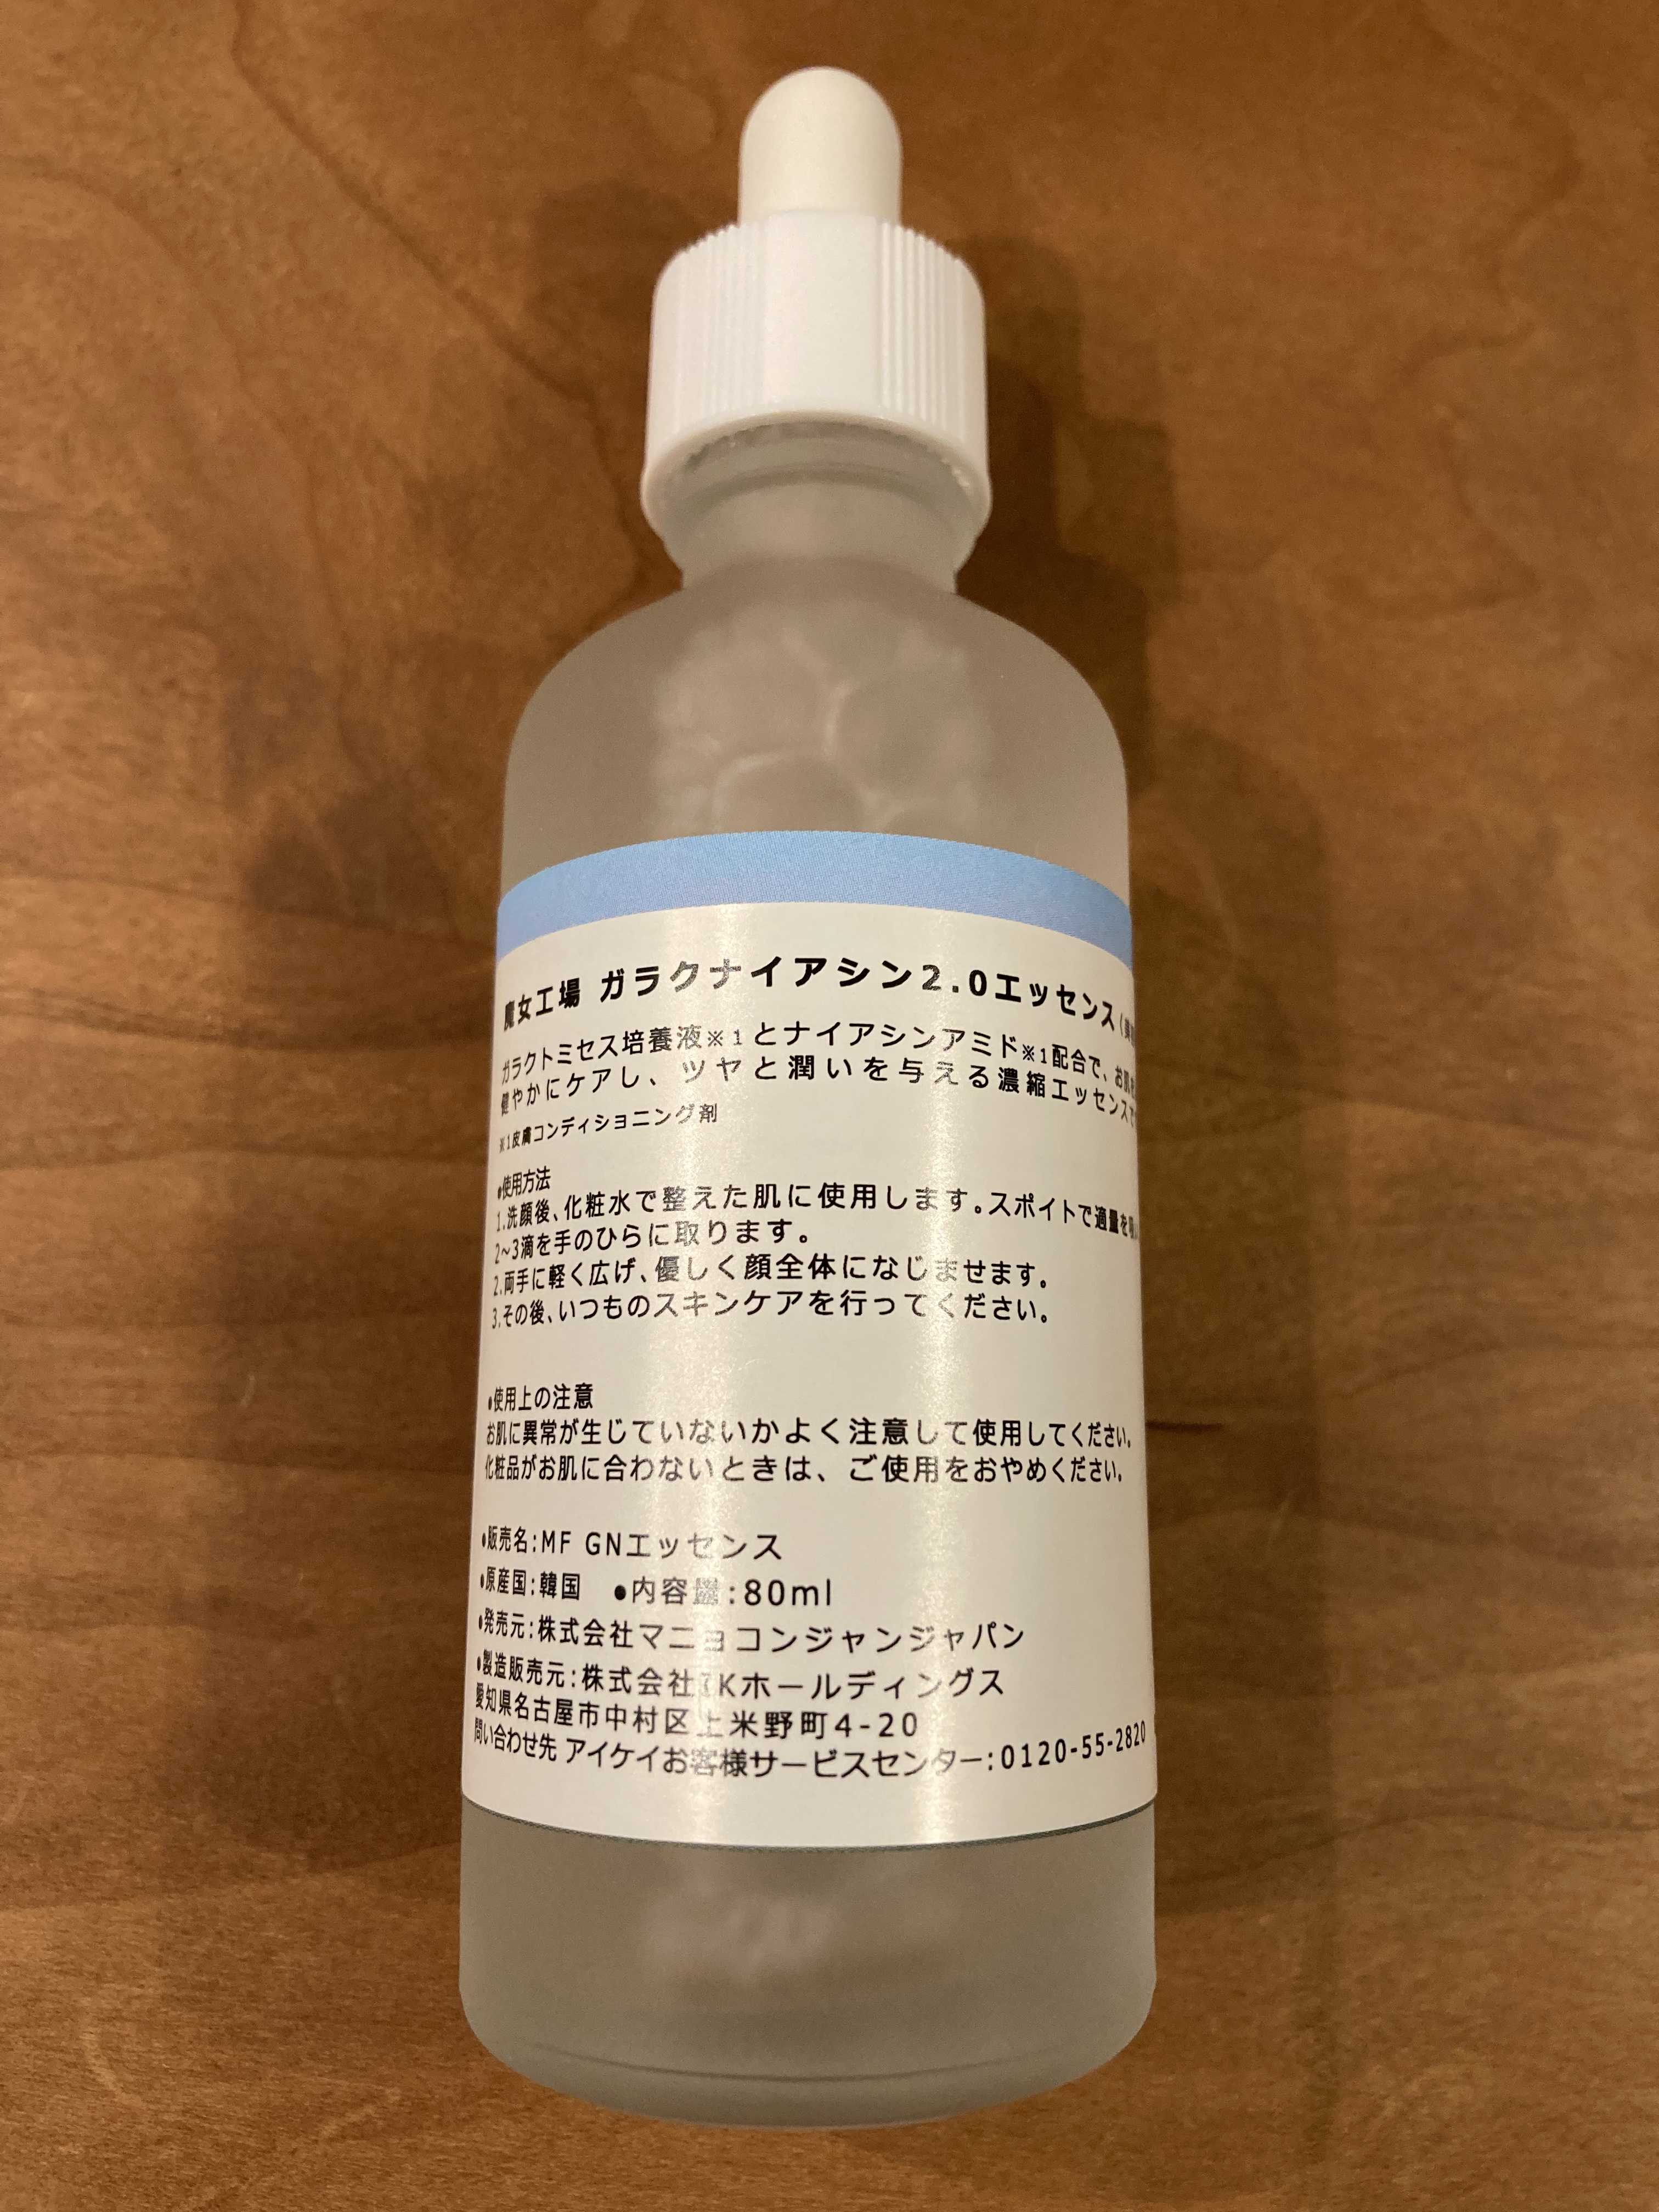 魔女工場 ガラクナイアシン2.0エッセンス
ガラクトミセス培養液※1とナイアシンアミド※1配合で、お肌を
健やかにケアし、ツヤと潤いを与える濃縮エッセンスで
※1皮膚コンディショニング剤
●使用方法
1.洗顔後、化粧水で整えた肌に使用します。スポイトで適量を
2~3滴を手のひらに取ります。
2.両手に軽く広げ、優しく顔全体になじませます。
3.その後、いつものスキンケアを行ってください。
●使用上の注意
お肌に異常が生じていないかよく注意して使用してください。
化粧品がお肌に合わないときは、ご使用をおやめください。
●販売名:MF GNエッセンス
●原産国:韓国 ●内容量:80ml
●発売元:株式会社マニョコンジャンジャパン
●製造販売元:株式会社IKホールディングス
愛知県名古屋市中村区上米野町4-20
問い合わせ先 アイケイお客様サービスセンター:0120-55-2820